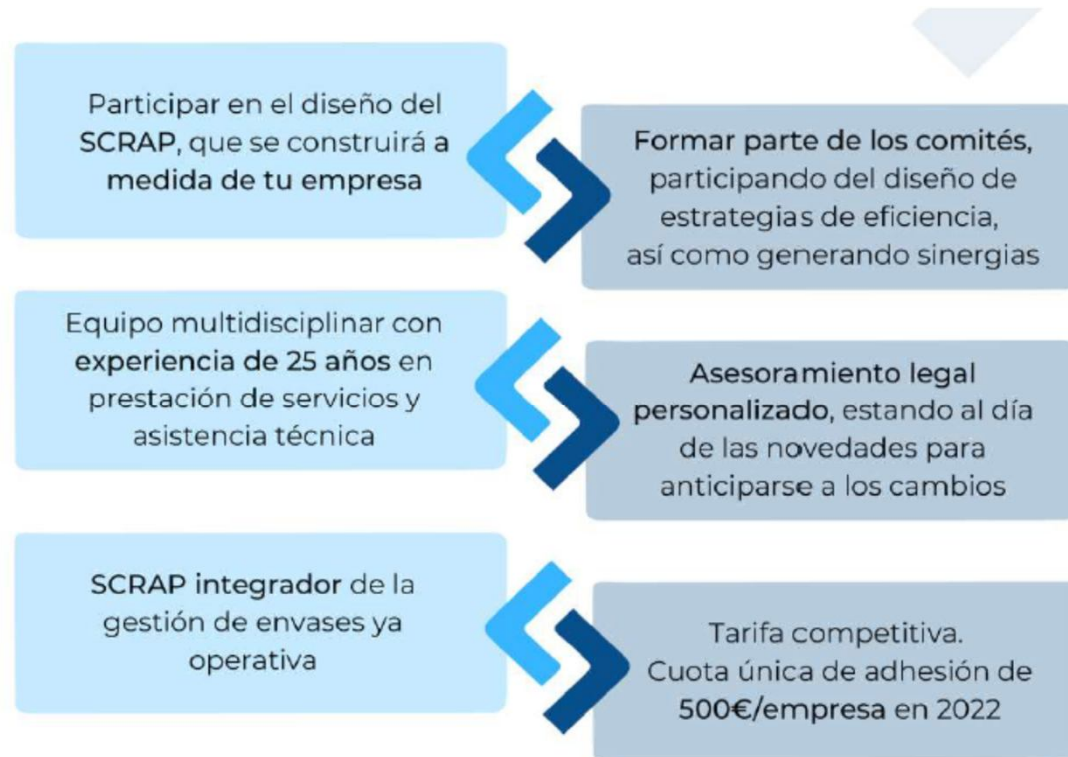 Participar en el diseño del
SCRAP, que se construirá a
medida de tu empresa
Formar parte de los comités,
participando del diseño de
estrategias de eficiencia,
así como generando sinergias
Equipo multidisciplinar con
experiencia de 25 años en
prestación de servicios y
asistencia técnica
Asesoramiento legal
personalizado, estando al día
de las novedades para
anticiparse a los cambios
SCRAP integrador de la
gestión de envases ya
operativa
Tarifa competitiva.
Cuota única de adhesión de
500€/empresa en 2022